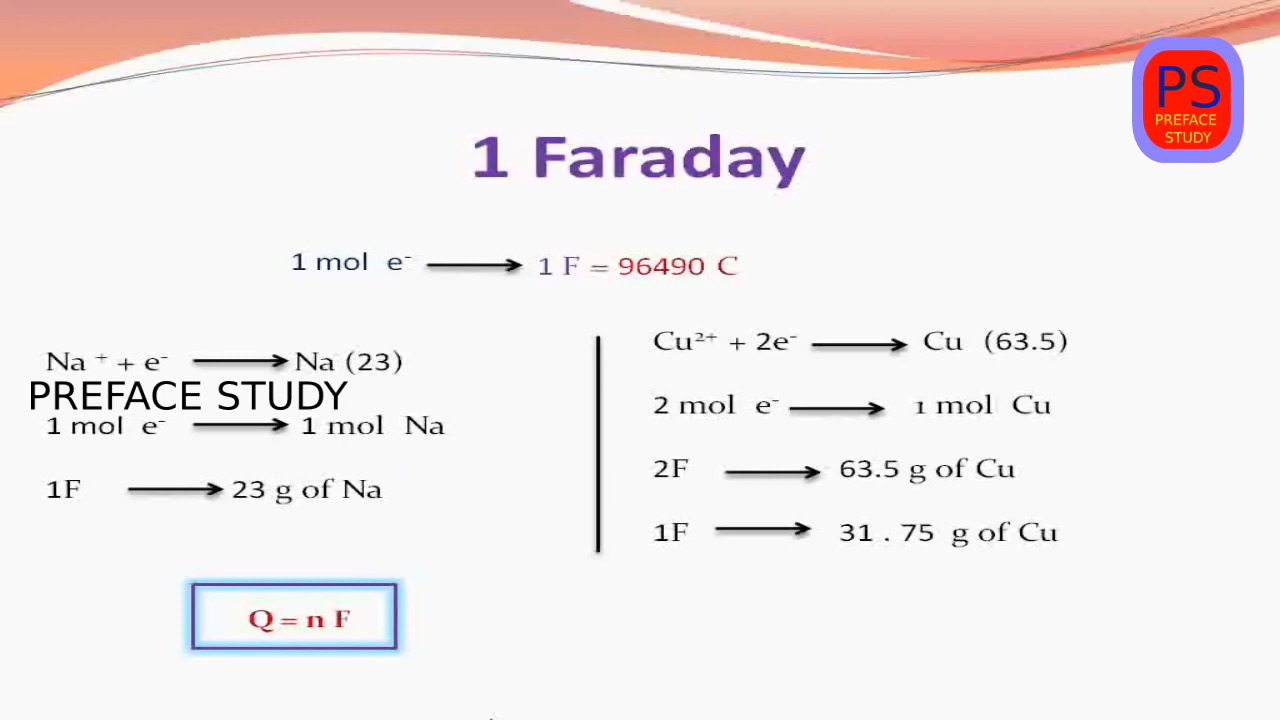 PS
PREFACE
STUDY
1 Faraday
1 mol e⁻ ⟶ 1 F = 96490 C
Na ⁺ + e⁻ ⟶ Na (23)
PREFACE STUDY
1 mol e⁻ ⟶ 1 mol Na
1F ⟶ 23 g of Na
Cu²⁺ + 2e⁻ ⟶ Cu (63.5)
2 mol e⁻ ⟶ 1 mol Cu
2F ⟶ 63.5 g of Cu
1F ⟶ 31 . 75 g of Cu
Q = n F